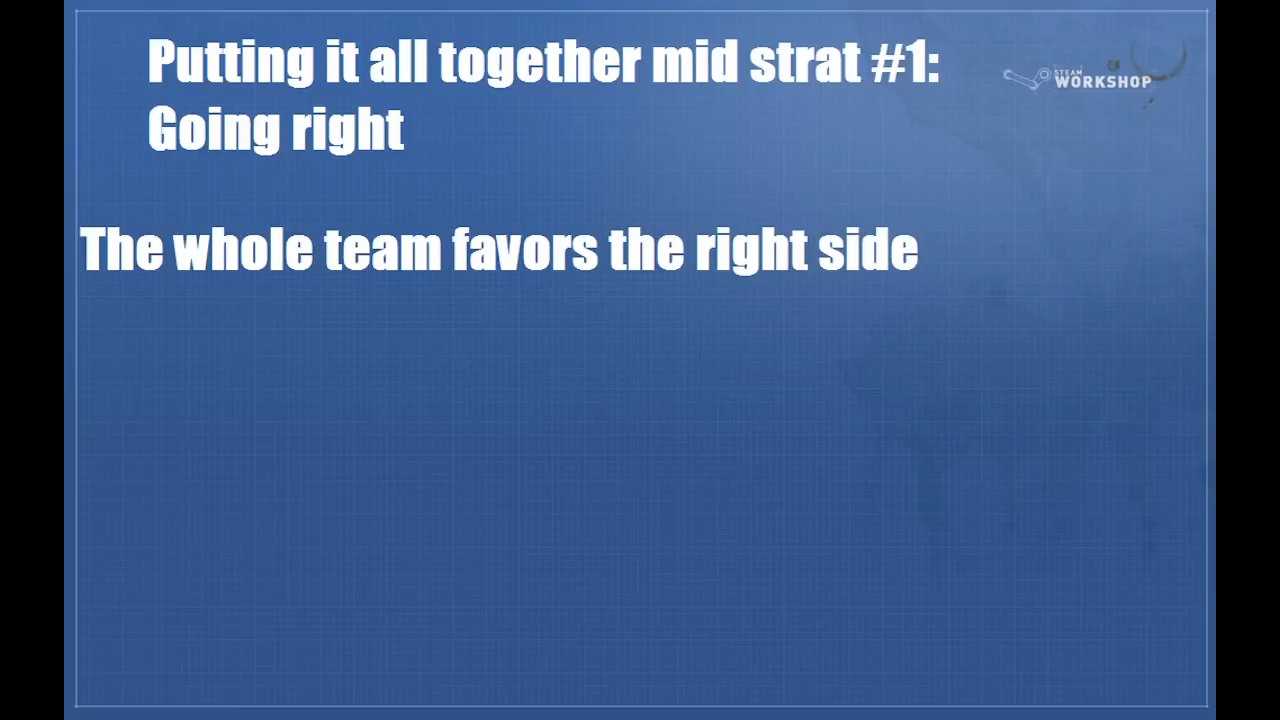 Putting it all together mid strat #1:
Going right
STEAM
WORKSHOP
The whole team favors the right side